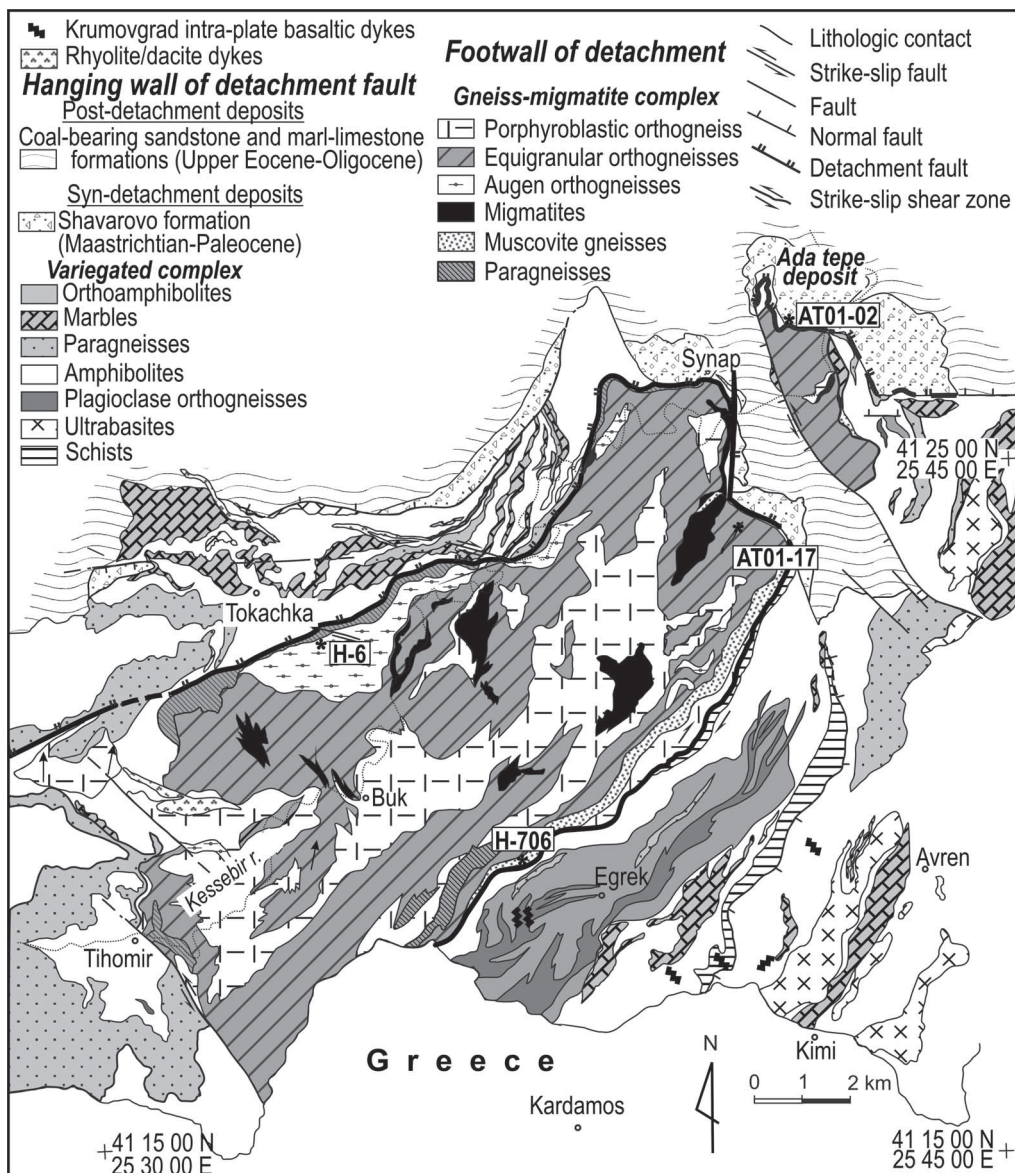 Krumovgrad intra-plate basaltic dykes
Rhyolite/dacite dykes
Hanging wall of detachment fault
Post-detachment deposits
Coal-bearing sandstone and marl-limestone
formations (Upper Eocene-Oligocene)
Syn-detachment deposits
Shavarovo formation
(Maastrichtian-Paleocene)
Variegated complex
Orthoamphibolites
Marbles
Paragneisses
Amphibolites
Plagioclase orthogneisses
Ultrabasites
Schists
Footwall of detachment
Gneiss-migmatite complex
Porphyroblastic orthogneiss
Equigranular orthogneisses
Augen orthogneisses
Migmatites
Muscovite gneisses
Paragneisses
Lithologic contact
Strike-slip fault
Fault
Normal fault
Detachment fault
Strike-slip shear zone
Ada tepe
deposit
AT01-02
Synap
41 25 00 N
25 45 00 E
AT01-17
Tokachka
H-6
Buk
H-706
Kessebir r.
Egrek
Avren
Tihomir
Kimi
Greece
N
0 1 2 km
Kardamos
41 15 00 N
25 30 00 E
41 15 00 N
25 45 00 E